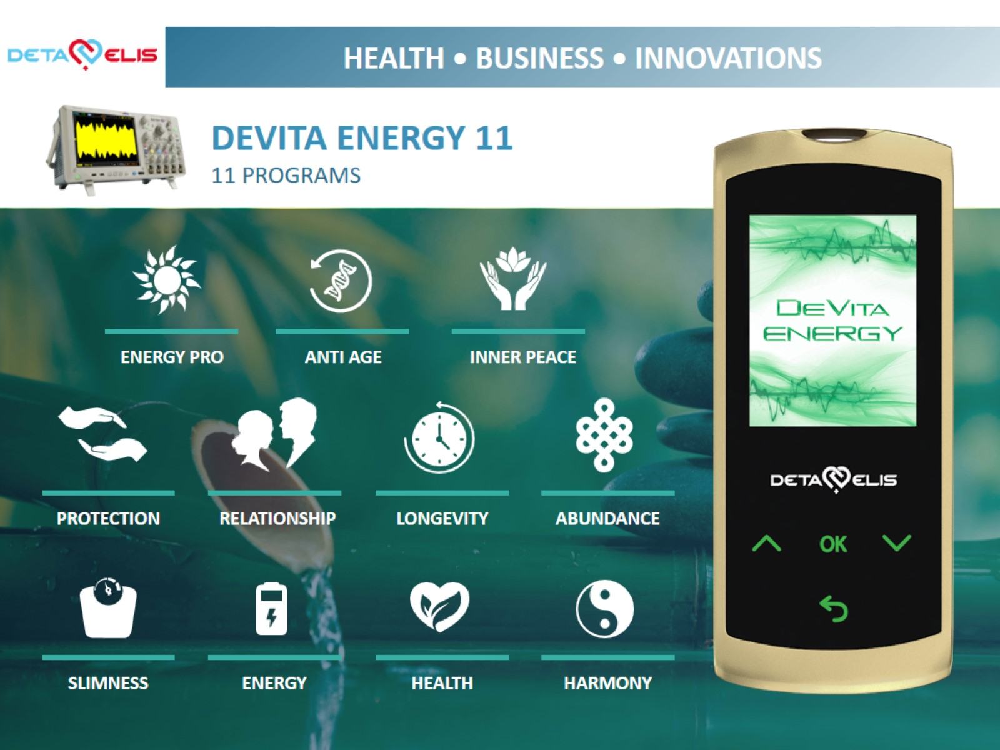 DETA ELIS
HEALTH • BUSINESS • INNOVATIONS
DEVITA ENERGY 11
11 PROGRAMS
ENERGY PRO
ANTI AGE
INNER PEACE
PROTECTION
RELATIONSHIP
LONGEVITY
ABUNDANCE
SLIMNESS
ENERGY
HEALTH
HARMONY
DEVITA
ENERGY
DETA ELIS
OK